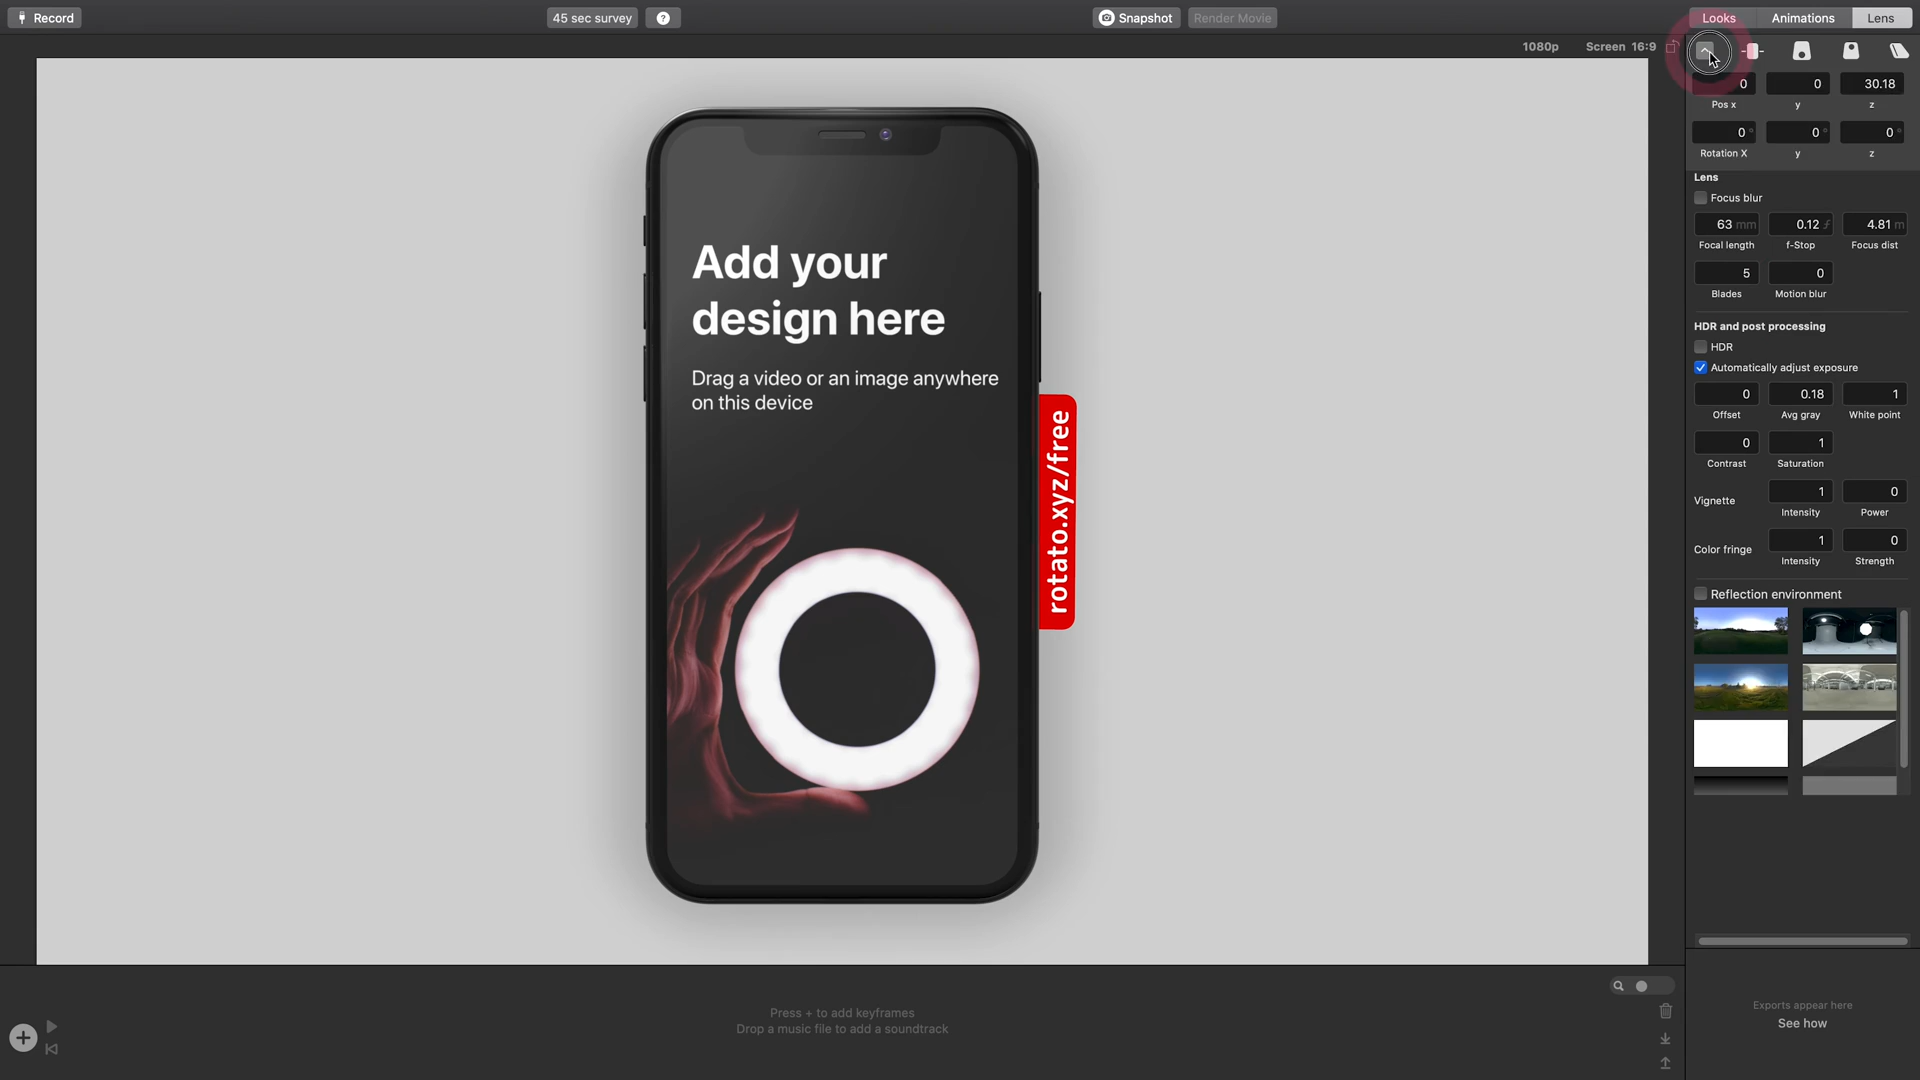 Record
45 sec survey
?
Snapshot
Render Movie
Looks
Animations
Lens
1080p
Screen 16:9
0
0
30.18
Pos x
y
z
0 °
0 °
0 °
Rotation X
y
z
Lens
Focus blur
63 mm
0.12 f
4.81 m
Focal length
f-Stop
Focus dist
5
0
Blades
Motion blur
HDR and post processing
HDR
Automatically adjust exposure
0
0.18
1
Offset
Avg gray
White point
0
1
Contrast
Saturation
Vignette
1
0
Intensity
Power
Color fringe
1
0
Intensity
Strength
Reflection environment
Add your
design here
Drag a video or an image anywhere
on this device
rotato.xyz/free
Press + to add keyframes
Drop a music file to add a soundtrack
Exports appear here
See how